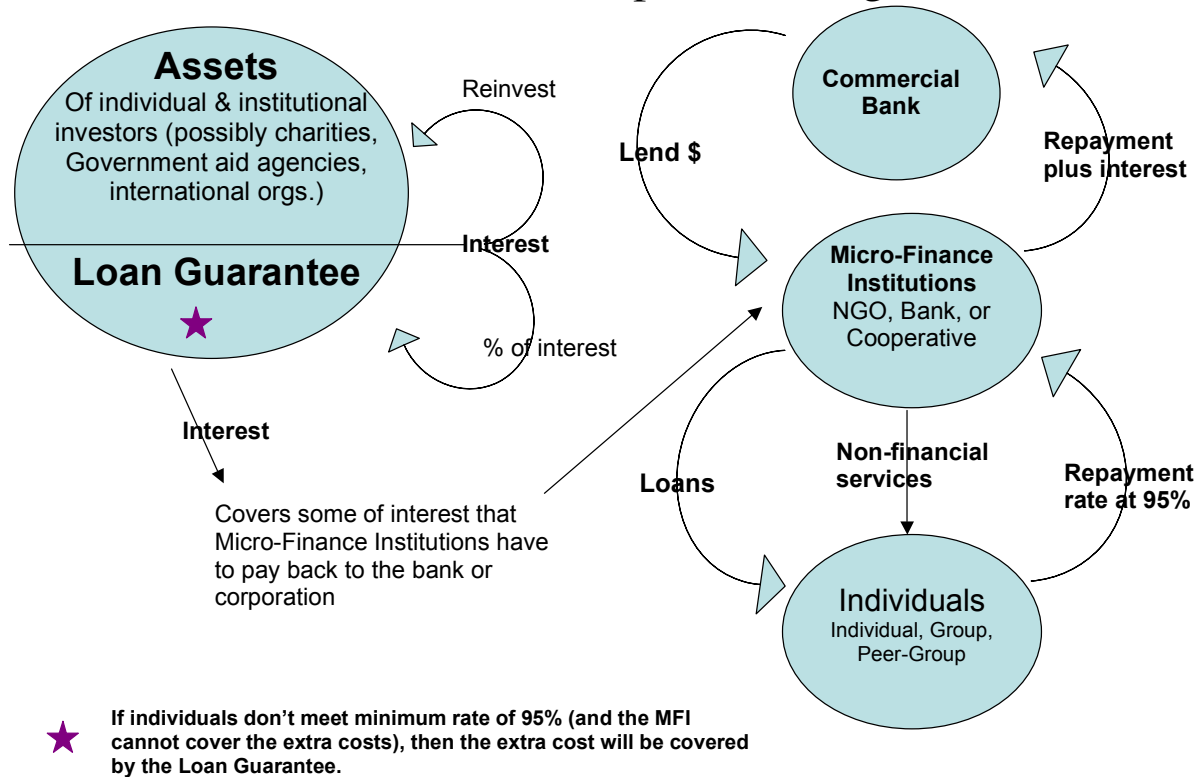 Assets
Of individual & institutional
investors (possibly charities,
Government aid agencies,
international orgs.)
Loan Guarantee
Reinvest
Interest
% of interest
Interest
Covers some of interest that
Micro-Finance Institutions have
to pay back to the bank or
corporation
Commercial
Bank
Lend $
Repayment
plus interest
Micro-Finance
Institutions
NGO, Bank, or
Cooperative
Loans
Non-financial
services
Repayment
rate at 95%
Individuals
Individual, Group,
Peer-Group
If individuals don’t meet minimum rate of 95% (and the MFI
cannot cover the extra costs), then the extra cost will be covered
by the Loan Guarantee.